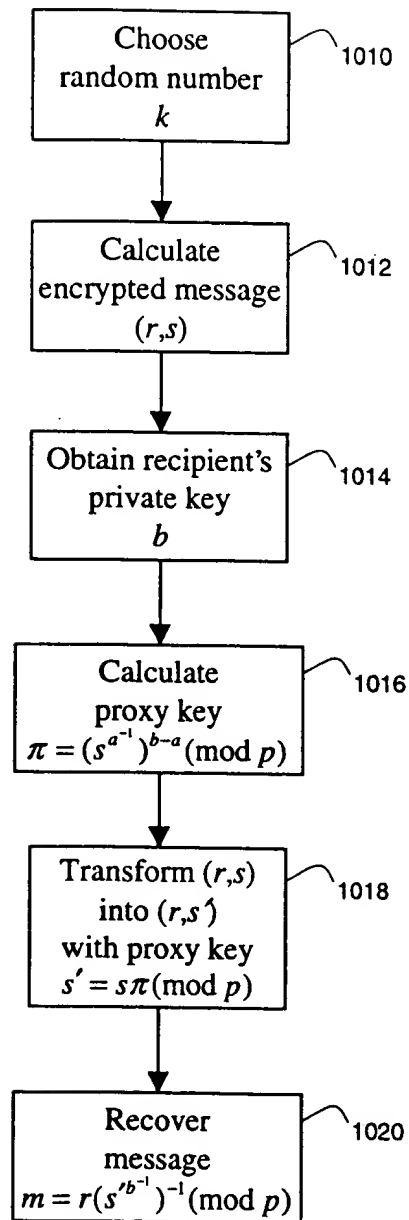 Choose
random number
k
1010
Calculate
encrypted message
(r,s)
1012
Obtain recipient's
private key
b
1014
Calculate
proxy key
π = (s^{a^{-1}})^{b-a} (mod p)
1016
Transform (r,s)
into (r,s')
with proxy key
s' = sπ(mod p)
1018
Recover
message
m = r(s'^{b^{-1}})^{-1} (mod p)
1020